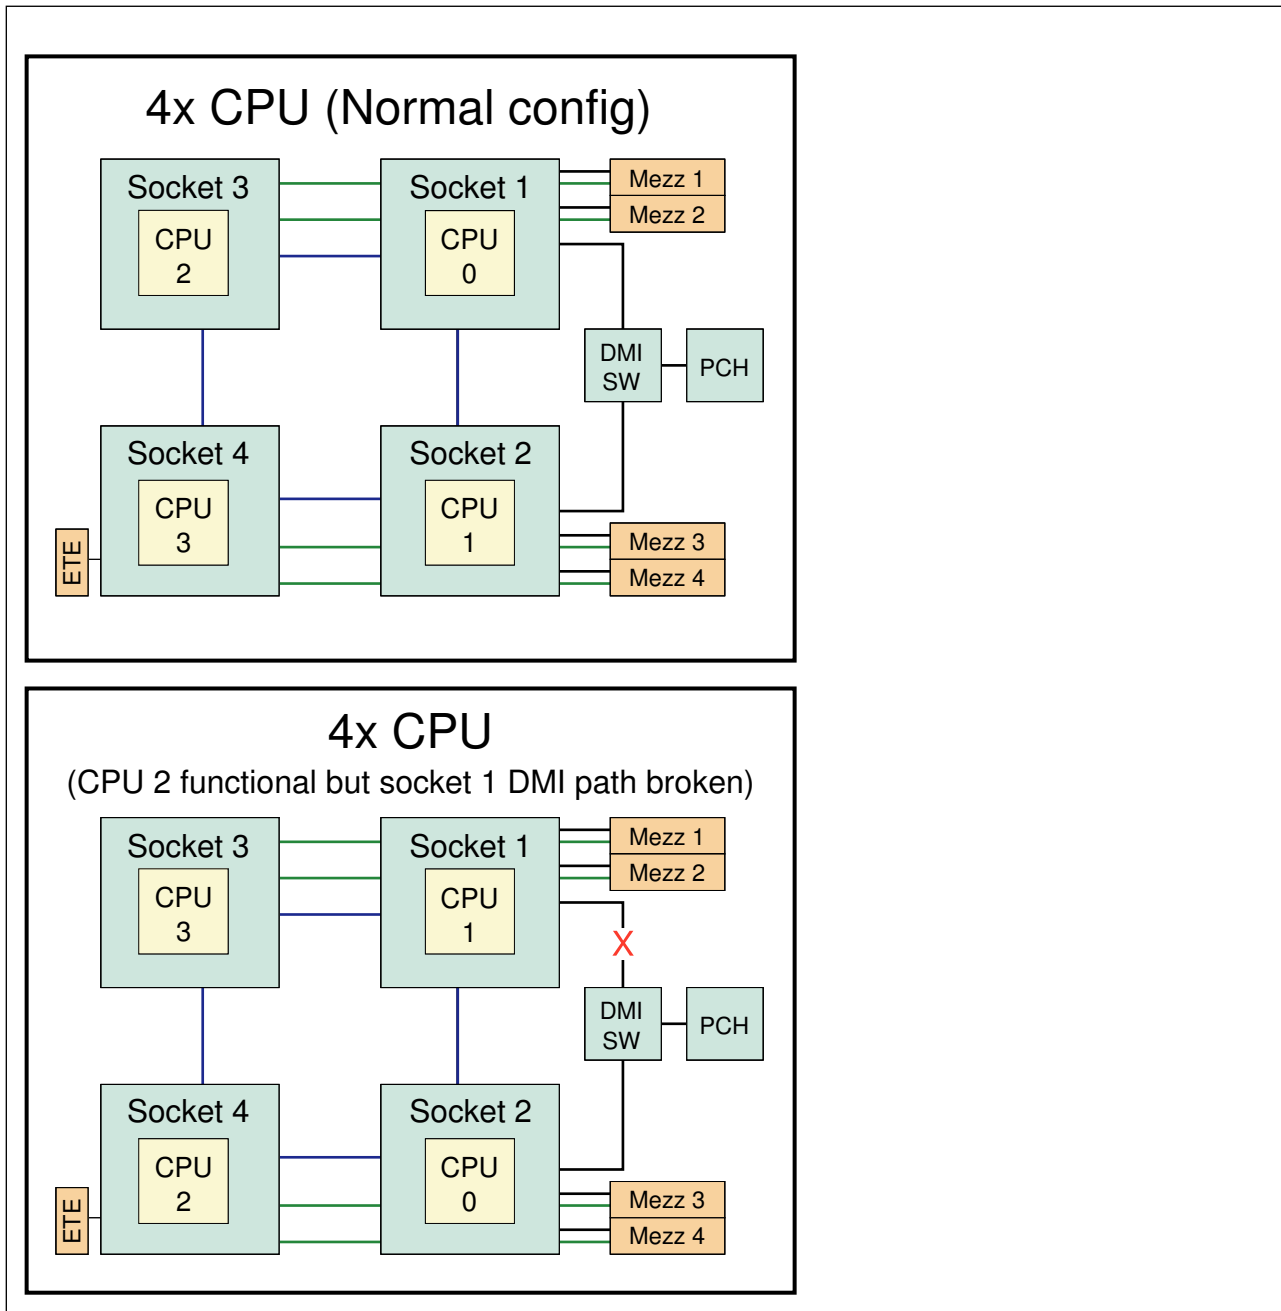 4x CPU (Normal config)
Socket 3
CPU
2
Socket 1
CPU
0
Mezz 1
Mezz 2
DMI
SW
PCH
Socket 4
CPU
3
ETE
Socket 2
CPU
1
Mezz 3
Mezz 4
4x CPU
(CPU 2 functional but socket 1 DMI path broken)
Socket 3
CPU
3
Socket 1
CPU
1
Mezz 1
Mezz 2
X
DMI
SW
PCH
Socket 4
CPU
2
ETE
Socket 2
CPU
0
Mezz 3
Mezz 4